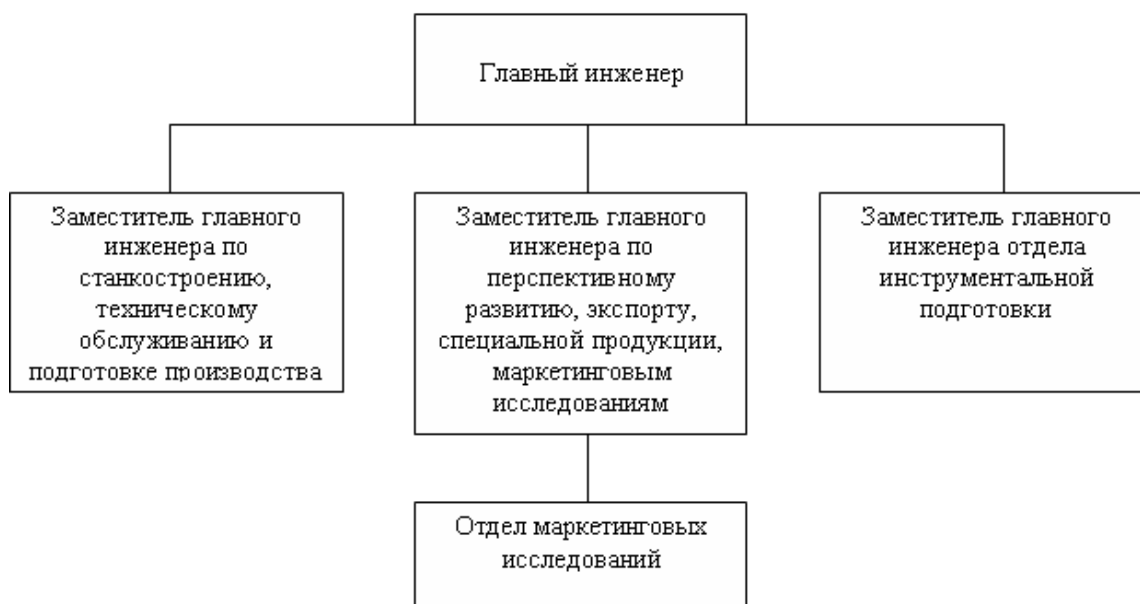 Главный инженер
Заместитель главного
инженера по
станкостроению,
техническому
обслуживанию и
подготовке производства
Заместитель главного
инженера по
перспективному
развитию, экспорту,
специальной продукции,
маркетинговым
исследованиям
Заместитель главного
инженера отдела
инструментальной
подготовки
Отдел маркетинговых
исследований